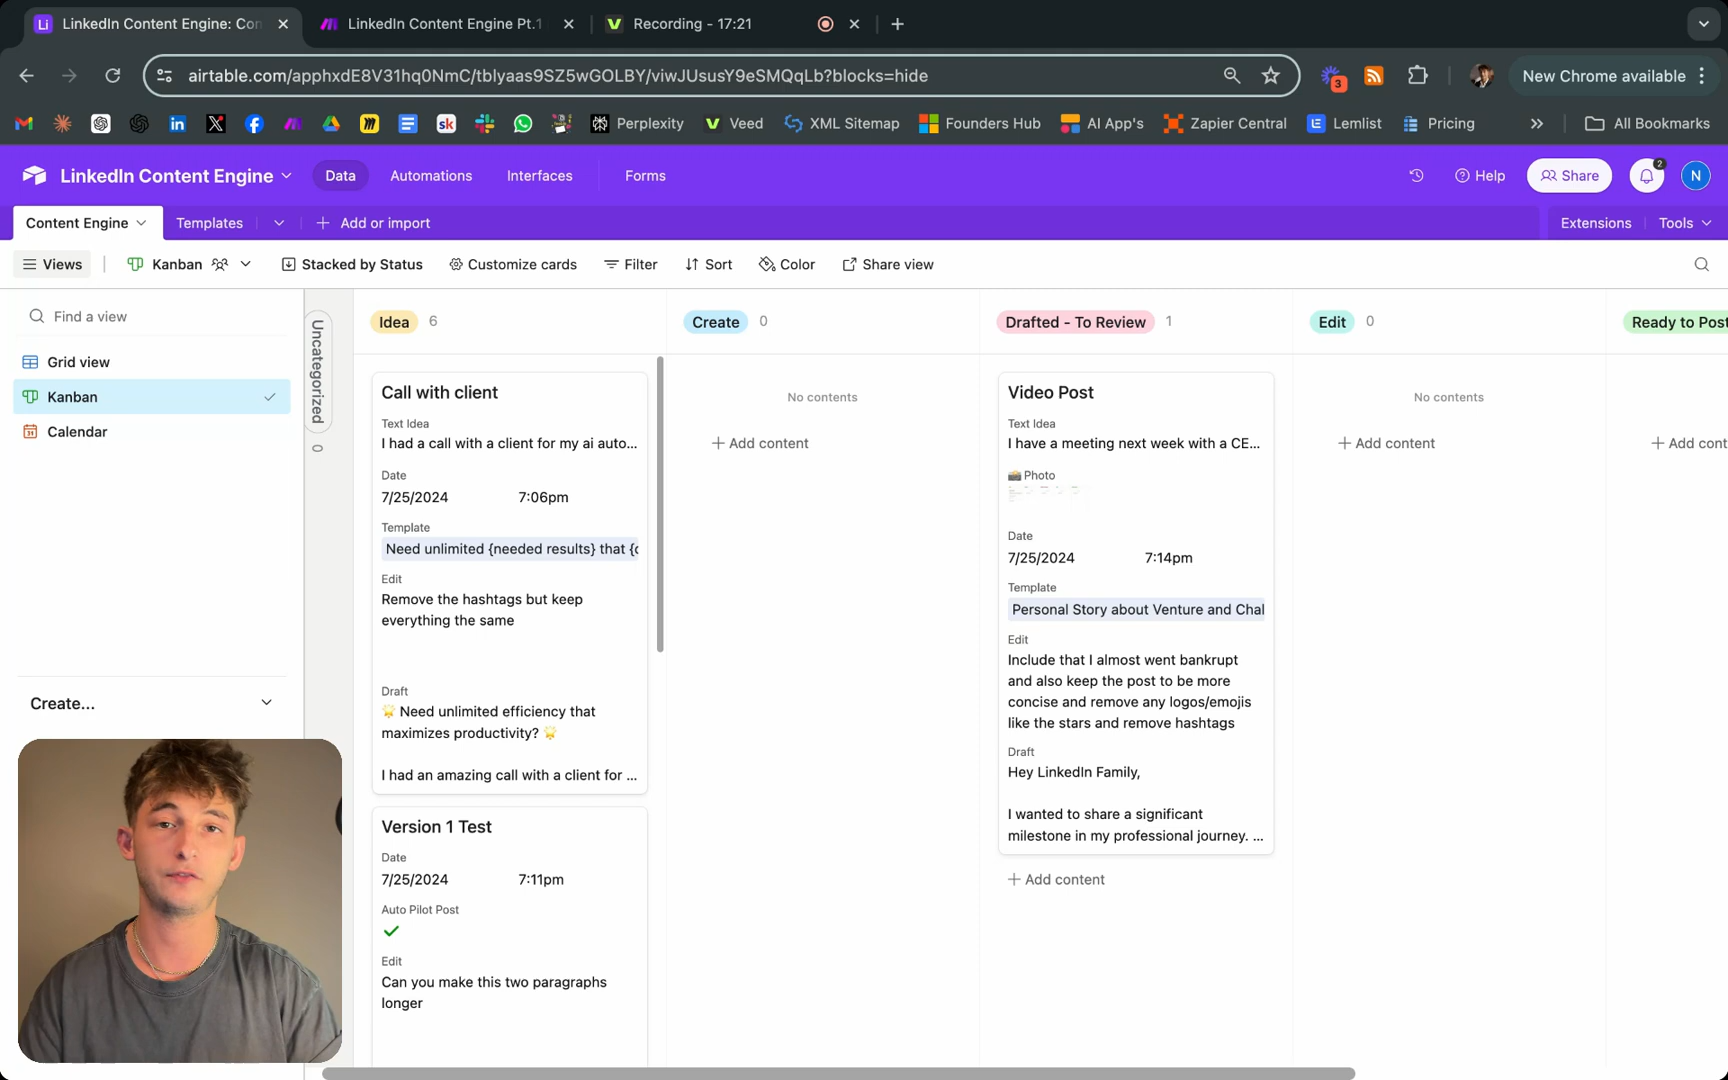 LinkedIn Content Engine: Con
LinkedIn Content Engine Pt.1
Recording - 17:21
airtable.com/apphxdE8V31hq0NmC/tblyaas9SZ5wGOLBY/viwJUsusY9eSMQqLb?blocks=hide
3
New Chrome available
sk
Perplexity
Veed
XML Sitemap
Founders Hub
AI App's
Zapier Central
Lemlist
Pricing
All Bookmarks
LinkedIn Content Engine
Data
Automations
Interfaces
Forms
Help
Share
2
N
Content Engine
Templates
Add or import
Extensions
Tools
Views
Kanban
Stacked by Status
Customize cards
Filter
Sort
Color
Share view
Find a view
Grid view
Kanban
Calendar
Create...
Uncategorized
0
Idea 6
Call with client
Text Idea
I had a call with a client for my ai auto...
Date
7/25/2024 7:06pm
Template
Need unlimited {needed results} that {c
Edit
Remove the hashtags but keep
everything the same
Draft
🌟 Need unlimited efficiency that
maximizes productivity? 🌟
I had an amazing call with a client for ...
Version 1 Test
Date
7/25/2024 7:11pm
Auto Pilot Post
Edit
Can you make this two paragraphs
longer
Create 0
No contents
Add content
Drafted - To Review 1
Video Post
Text Idea
I have a meeting next week with a CE...
📸 Photo
Date
7/25/2024 7:14pm
Template
Personal Story about Venture and Chal
Edit
Include that I almost went bankrupt
and also keep the post to be more
concise and remove any logos/emojis
like the stars and remove hashtags
Draft
Hey LinkedIn Family,
I wanted to share a significant
milestone in my professional journey. ...
Add content
Edit 0
No contents
Add content
Ready to Post
Add cont